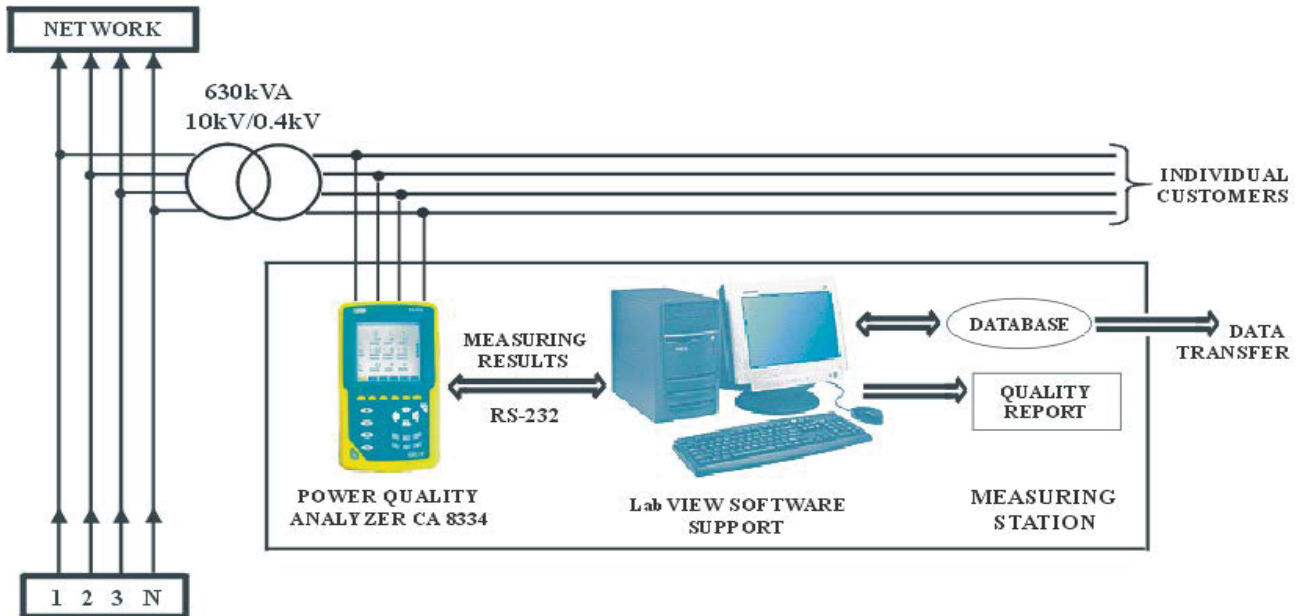 NETWORK
630kVA
10kV/0.4kV
INDIVIDUAL
CUSTOMERS
MEASURING
RESULTS
RS-232
DATABASE
DATA
TRANSFER
QUALITY
REPORT
POWER QUALITY
ANALYZER CA 8334
Lab VIEW SOFTWARE
SUPPORT
MEASURING
STATION
1 2 3 N